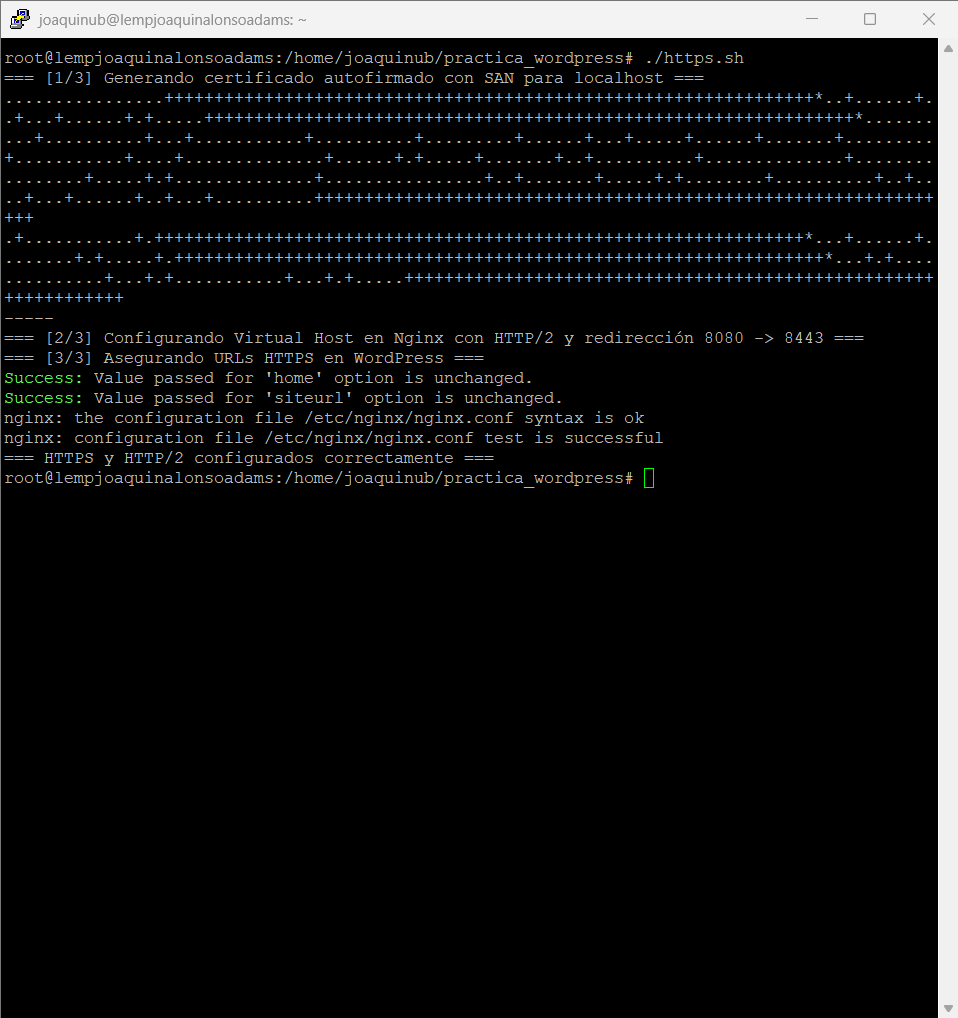 joaquinub@lempjoaquinalonsoadams: ~
root@lempjoaquinalonsoadams:/home/joaquinub/practica_wordpress# ./https.sh
=== [1/3] Generando certificado autofirmado con SAN para localhost ===
................+++++++++++++++++++++++++++++++++++++++++++++++++++++++++++++++++*..+......+.
.+...+......+.+.....+++++++++++++++++++++++++++++++++++++++++++++++++++++++++++++++++*.......
...+..........+...+...........+..........+.........+......+...+.....+......+.......+.........
+...........+....+..............+......+.+.....+.......+..+..........+..............+........
........+.....+.+..............+................+..+.......+.....+.+........+..........+..+..
..+...+......+..+...+..........++++++++++++++++++++++++++++++++++++++++++++++++++++++++++++++
+++
.+...........+.+++++++++++++++++++++++++++++++++++++++++++++++++++++++++++++++++*...+......+.
.......+.+.....+.+++++++++++++++++++++++++++++++++++++++++++++++++++++++++++++++++*...+.+....
..........+...+.+...........+...+.+.....+++++++++++++++++++++++++++++++++++++++++++++++++++++
++++++++++++
-----
=== [2/3] Configurando Virtual Host en Nginx con HTTP/2 y redirección 8080 -> 8443 ===
=== [3/3] Asegurando URLs HTTPS en WordPress ===
Success: Value passed for 'home' option is unchanged.
Success: Value passed for 'siteurl' option is unchanged.
nginx: the configuration file /etc/nginx/nginx.conf syntax is ok
nginx: configuration file /etc/nginx/nginx.conf test is successful
=== HTTPS y HTTP/2 configurados correctamente ===
root@lempjoaquinalonsoadams:/home/joaquinub/practica_wordpress#